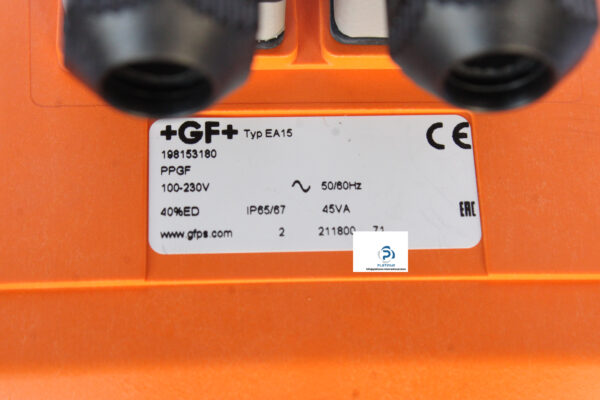 +GF+ Typ EA15
CE
198153180
PPGF
100-230V 50/60Hz
40%ED IP65/67 45VA
EAC
www.gfps.com 2 211800 71
PLATINUM